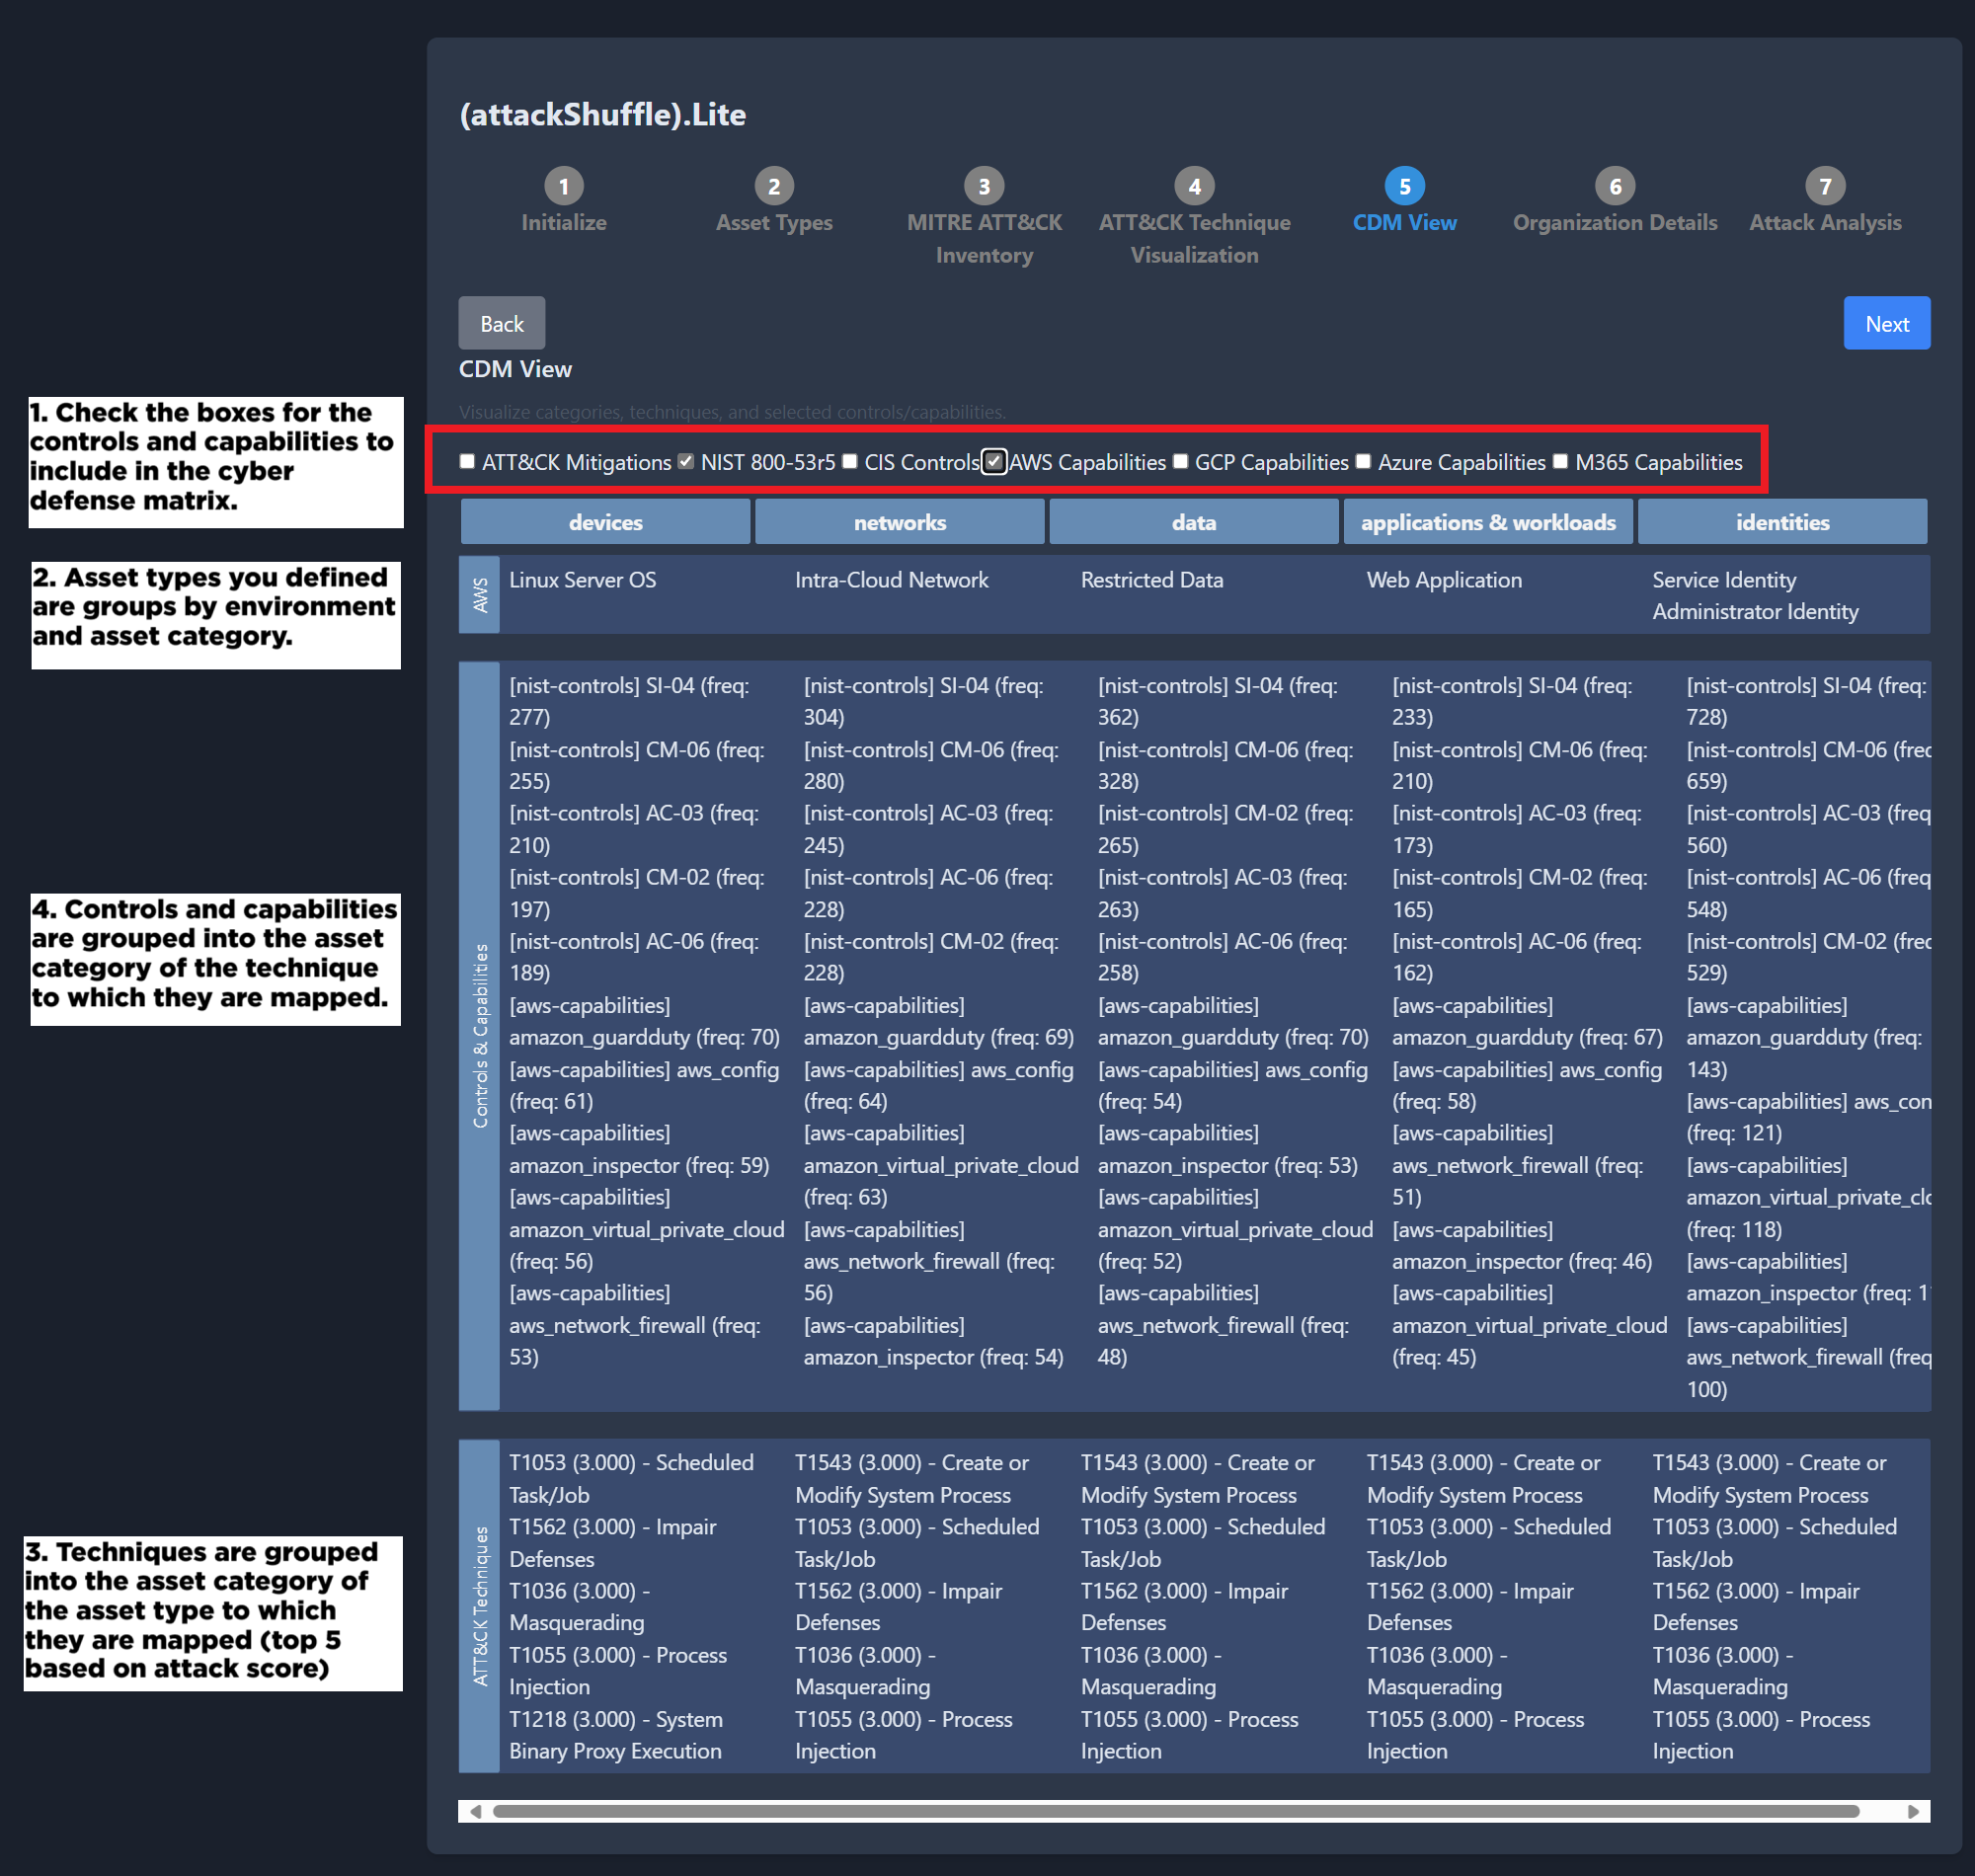 (attackShuffle).Lite
1
2
3
4
5
6
7
Initialize
Asset Types
MITRE ATT&CK
Inventory
ATT&CK Technique
Visualization
CDM View
Organization Details
Attack Analysis
Back
Next
CDM View
Visualize categories, techniques, and selected controls/capabilities.
1. Check the boxes for the
controls and capabilities to
include in the cyber
defense matrix.
ATT&CK Mitigations NIST 800-53r5 CIS Controls AWS Capabilities GCP Capabilities Azure Capabilities M365 Capabilities
devices
networks
data
applications & workloads
identities
2. Asset types you defined
are groups by environment
and asset category.
AWS
Linux Server OS
Intra-Cloud Network
Restricted Data
Web Application
Service Identity
Administrator Identity
4. Controls and capabilities
are grouped into the asset
category of the technique
to which they are mapped.
Controls & Capabilities
[nist-controls] SI-04 (freq:
277)
[nist-controls] CM-06 (freq:
255)
[nist-controls] AC-03 (freq:
210)
[nist-controls] CM-02 (freq:
197)
[nist-controls] AC-06 (freq:
189)
[aws-capabilities]
amazon_guardduty (freq: 70)
[aws-capabilities] aws_config
(freq: 61)
[aws-capabilities]
amazon_inspector (freq: 59)
[aws-capabilities]
amazon_virtual_private_cloud
(freq: 56)
[aws-capabilities]
aws_network_firewall (freq:
53)
[nist-controls] SI-04 (freq:
304)
[nist-controls] CM-06 (freq:
280)
[nist-controls] AC-03 (freq:
245)
[nist-controls] AC-06 (freq:
228)
[nist-controls] CM-02 (freq:
228)
[aws-capabilities]
amazon_guardduty (freq: 69)
[aws-capabilities] aws_config
(freq: 64)
[aws-capabilities]
amazon_virtual_private_cloud
(freq: 63)
[aws-capabilities]
aws_network_firewall (freq:
56)
[aws-capabilities]
amazon_inspector (freq: 54)
[nist-controls] SI-04 (freq:
362)
[nist-controls] CM-06 (freq:
328)
[nist-controls] CM-02 (freq:
265)
[nist-controls] AC-03 (freq:
263)
[nist-controls] AC-06 (freq:
258)
[aws-capabilities]
amazon_guardduty (freq: 70)
[aws-capabilities] aws_config
(freq: 54)
[aws-capabilities]
amazon_inspector (freq: 53)
[aws-capabilities]
amazon_virtual_private_cloud
(freq: 52)
[aws-capabilities]
aws_network_firewall (freq:
48)
[nist-controls] SI-04 (freq:
233)
[nist-controls] CM-06 (freq:
210)
[nist-controls] AC-03 (freq:
173)
[nist-controls] CM-02 (freq:
165)
[nist-controls] AC-06 (freq:
162)
[aws-capabilities]
amazon_guardduty (freq: 67)
[aws-capabilities] aws_config
(freq: 58)
[aws-capabilities]
aws_network_firewall (freq:
51)
[aws-capabilities]
amazon_inspector (freq: 46)
[aws-capabilities]
amazon_virtual_private_cloud
(freq: 45)
[nist-controls] SI-04 (freq:
728)
[nist-controls] CM-06 (freq
659)
[nist-controls] AC-03 (freq
560)
[nist-controls] AC-06 (freq
548)
[nist-controls] CM-02 (freq
529)
[aws-capabilities]
amazon_guardduty (freq:
143)
[aws-capabilities] aws_con
(freq: 121)
[aws-capabilities]
amazon_virtual_private_clo
(freq: 118)
[aws-capabilities]
amazon_inspector (freq: 11
[aws-capabilities]
aws_network_firewall (freq
100)
3. Techniques are grouped
into the asset category of
the asset type to which
they are mapped (top 5
based on attack score)
ATT&CK Techniques
T1053 (3.000) - Scheduled
Task/Job
T1562 (3.000) - Impair
Defenses
T1036 (3.000) -
Masquerading
T1055 (3.000) - Process
Injection
T1218 (3.000) - System
Binary Proxy Execution
T1543 (3.000) - Create or
Modify System Process
T1053 (3.000) - Scheduled
Task/Job
T1562 (3.000) - Impair
Defenses
T1036 (3.000) -
Masquerading
T1055 (3.000) - Process
Injection
T1543 (3.000) - Create or
Modify System Process
T1053 (3.000) - Scheduled
Task/Job
T1562 (3.000) - Impair
Defenses
T1036 (3.000) -
Masquerading
T1055 (3.000) - Process
Injection
T1543 (3.000) - Create or
Modify System Process
T1053 (3.000) - Scheduled
Task/Job
T1562 (3.000) - Impair
Defenses
T1036 (3.000) -
Masquerading
T1055 (3.000) - Process
Injection
T1543 (3.000) - Create or
Modify System Process
T1053 (3.000) - Scheduled
Task/Job
T1562 (3.000) - Impair
Defenses
T1036 (3.000) -
Masquerading
T1055 (3.000) - Process
Injection